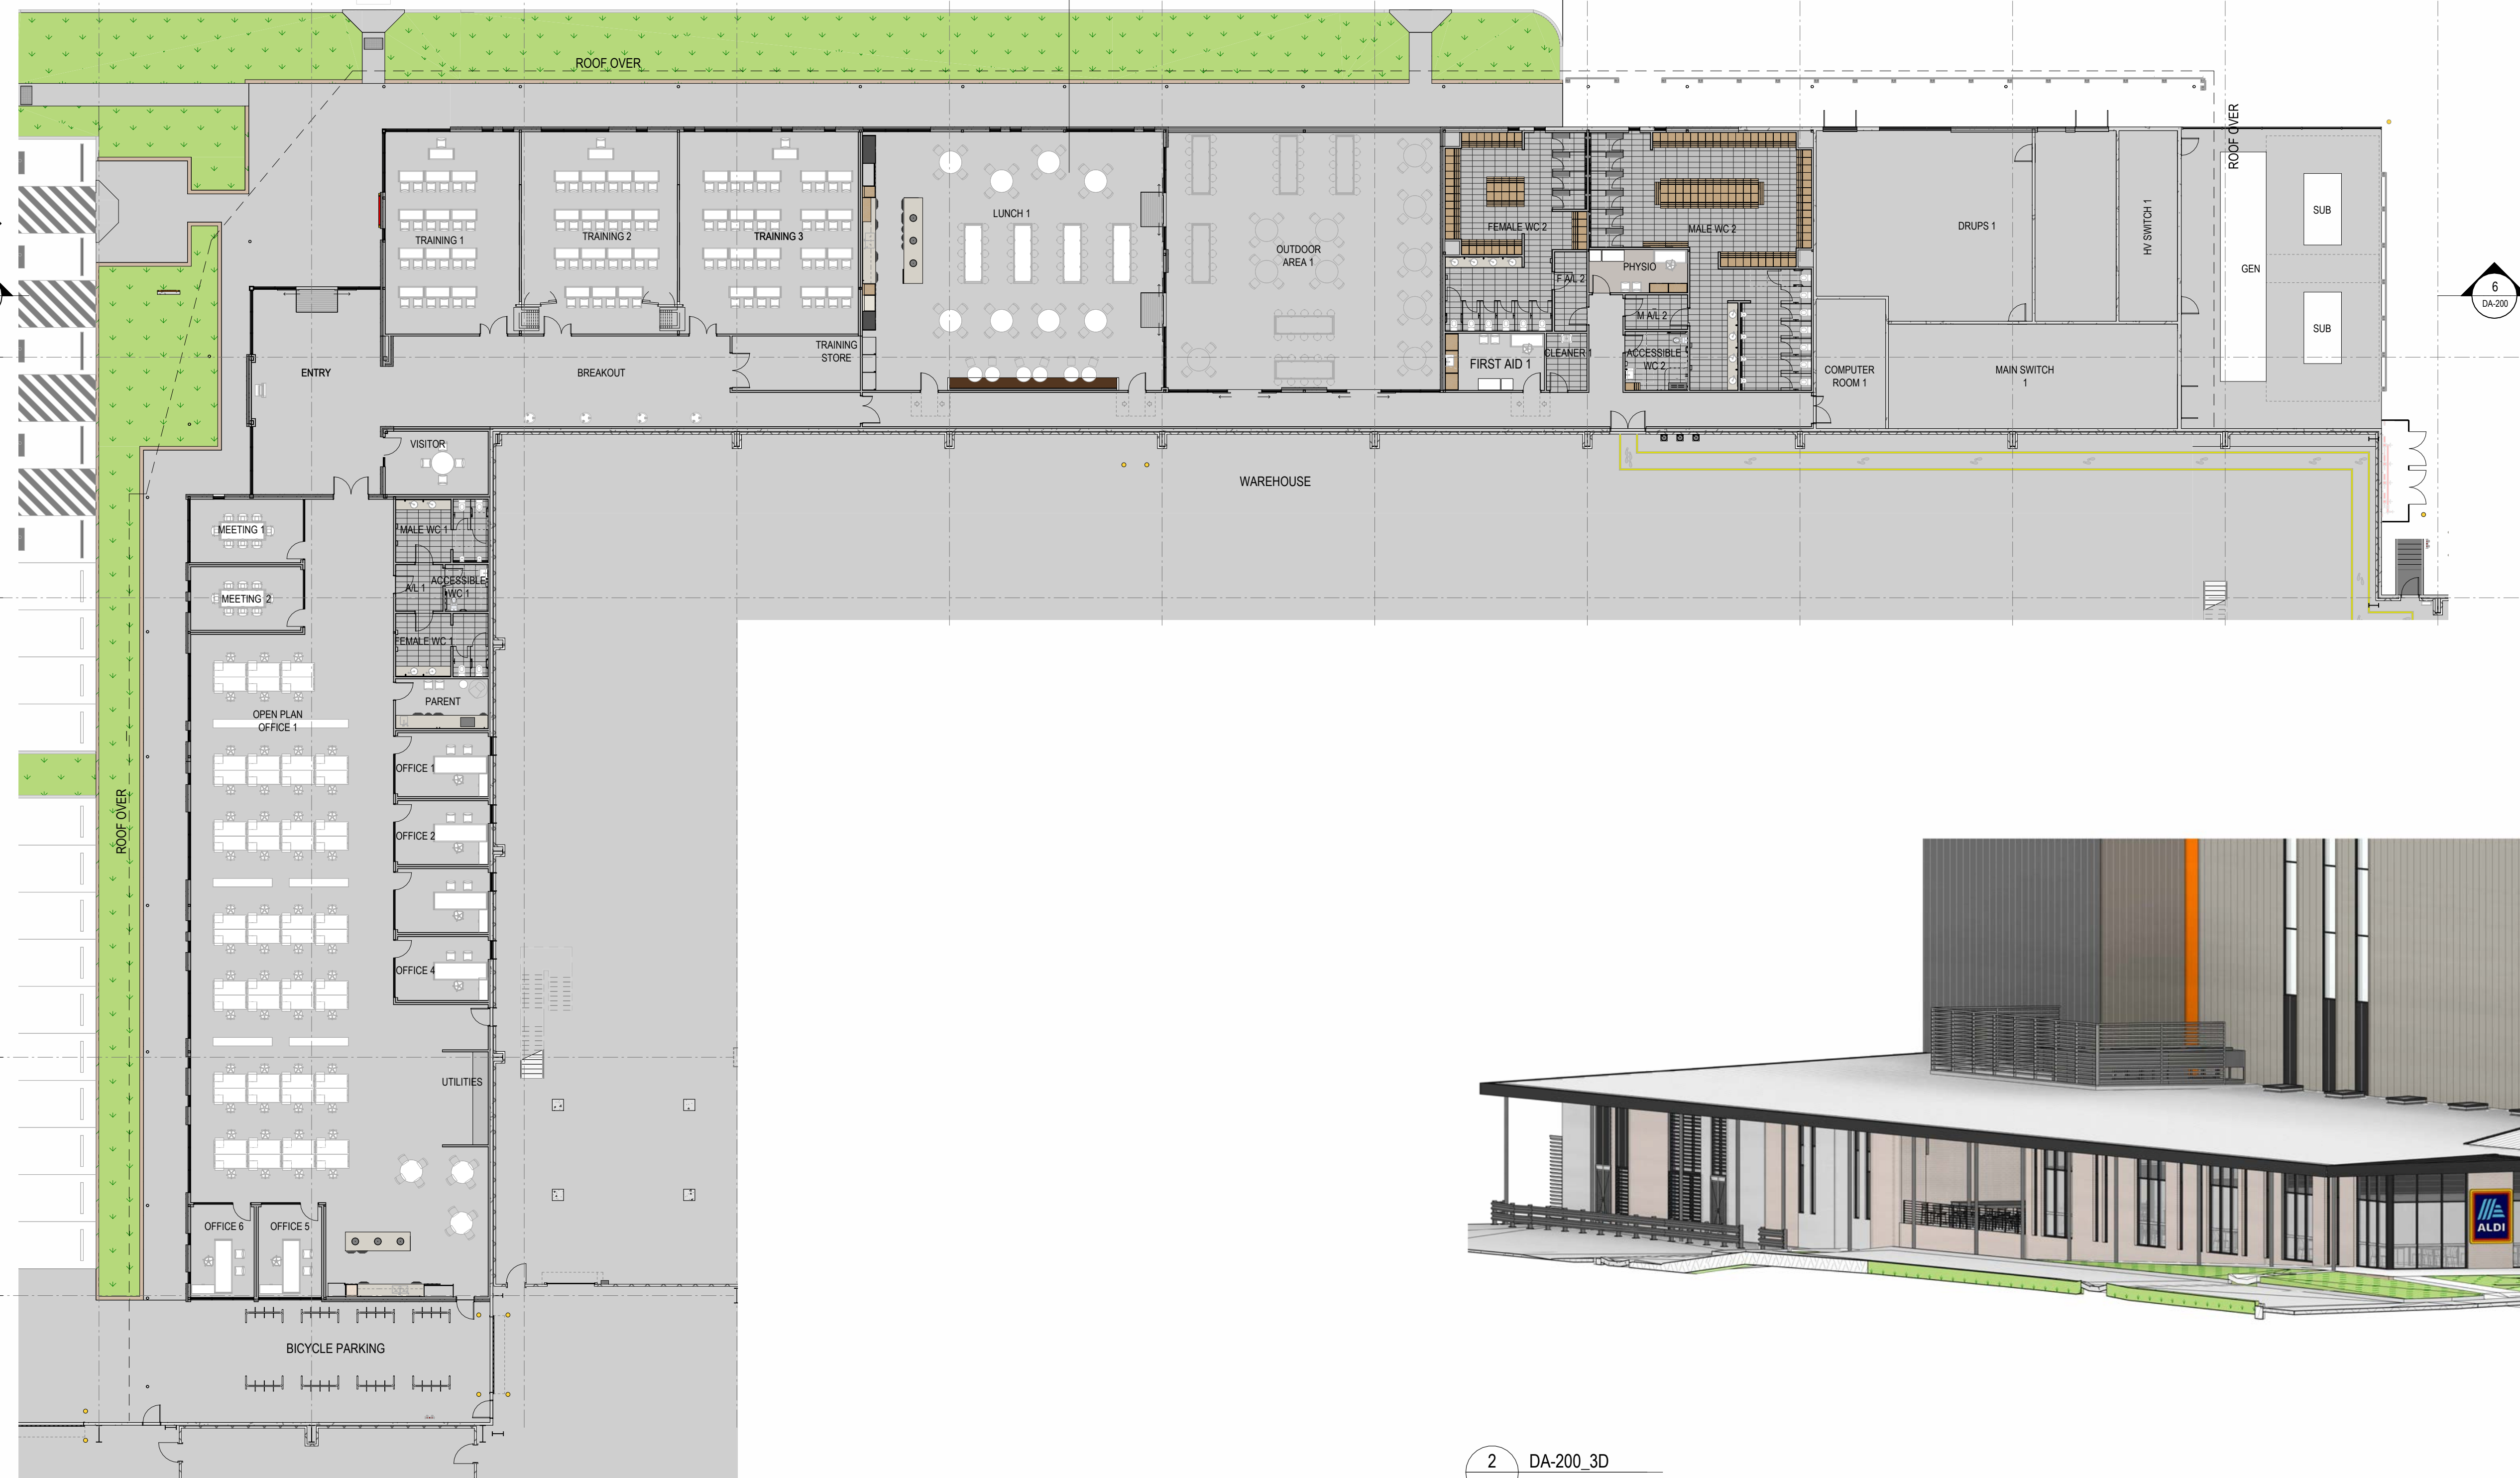 ROOF OVER
ROOF OVER
TRAINING 1
TRAINING 2
TRAINING 3
LUNCH 1
OUTDOOR
AREA 1
FEMALE WC 2
MALE WC 2
F A/L 2
PHYSIO
M A/L 2
DRUPS 1
HV SWITCH 1
GEN
SUB
SUB
6
DA-200
ENTRY
BREAKOUT
TRAINING
STORE
FIRST AID 1
CLEANER 1
ACCESSIBLE
WC 2
COMPUTER
ROOM 1
MAIN SWITCH
1
VISITOR
WAREHOUSE
MEETING 1
MEETING 2
MALE WC 1
A/L 1
ACCESSIBLE
WC 1
FEMALE WC 1
PARENT
OPEN PLAN
OFFICE 1
OFFICE 1
OFFICE 2
ROOF OVER
OFFICE 4
UTILITIES
OFFICE 6
OFFICE 5
BICYCLE PARKING
ALDI
2
DA-200_3D